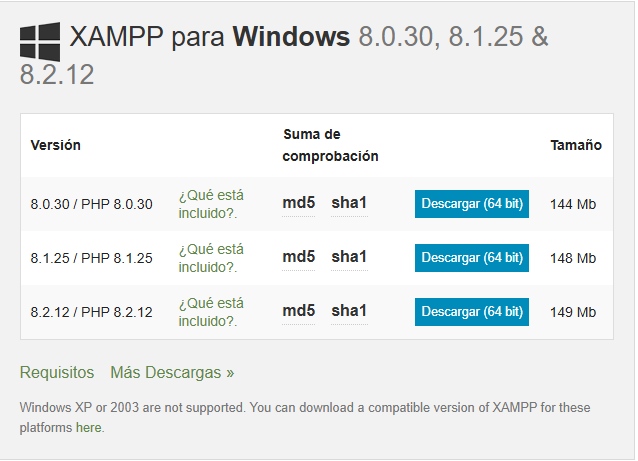 XAMPP para Windows 8.0.30, 8.1.25 &
8.2.12
Versión
Suma de
comprobación
Tamaño
8.0.30 / PHP 8.0.30
¿Qué está
incluido?.
md5 sha1
Descargar (64 bit)
144 Mb
8.1.25 / PHP 8.1.25
¿Qué está
incluido?.
md5 sha1
Descargar (64 bit)
148 Mb
8.2.12 / PHP 8.2.12
¿Qué está
incluido?.
md5 sha1
Descargar (64 bit)
149 Mb
Requisitos Más Descargas »
Windows XP or 2003 are not supported. You can download a compatible version of XAMPP for these
platforms here.